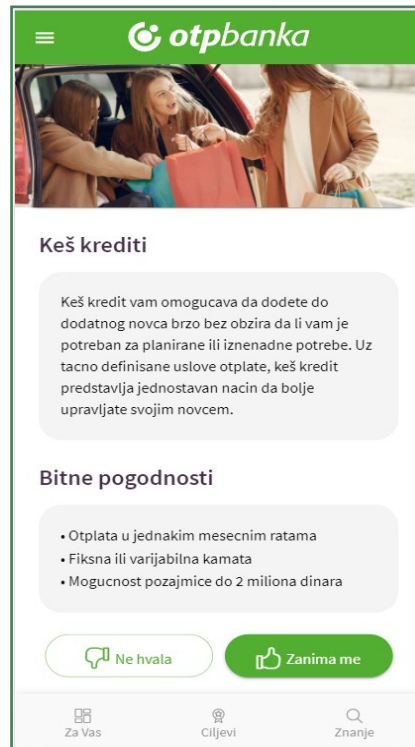 otpbanka
Keš krediti
Keš kredit vam omogucava da dodete do
dodatnog novca brzo bez obzira da li vam je
potreban za planirane ili iznenadne potrebe. Uz
tacno definisane uslove otplate, keš kredit
predstavlja jednostavan nacin da bolje
upravljate svojim novcem.
Bitne pogodnosti
• Otplata u jednakim mesecnim ratama
• Fiksna ili varijabilna kamata
• Mogucnost pozajmice do 2 miliona dinara
Ne hvala
Zanima me
Za Vas
Ciljevi
Znanje